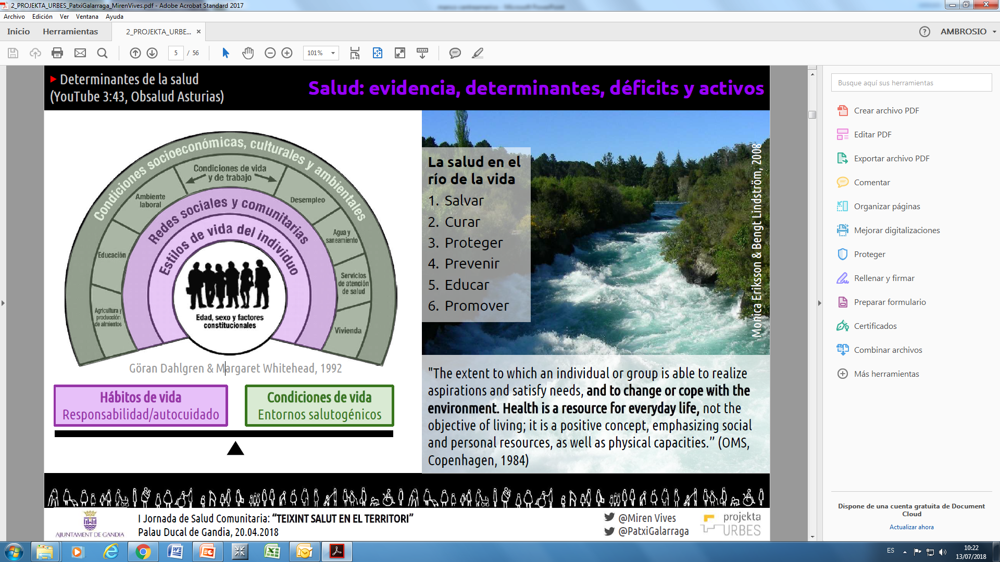 2_PROJEKTA_URBES_PatxiGalarraga_MirenVives.pdf - Adobe Acrobat Standard 2017
Archivo Edición Ver Ventana Ayuda
Inicio Herramientas 2_PROJEKTA_URBE... × AMBROSIO
5 / 56 101%
Determinantes de la salud
(YouTube 3:43, Obsalud Asturias)
Salud: evidencia, determinantes, déficits y activos
Condiciones socioeconómicas, culturales y ambientales
Condiciones de vida
y de trabajo
Ambiente
laboral
Desempleo
Redes sociales y comunitarias
Estilos de vida del individuo
Agua y
saneamiento
Educación
Servicios
de atención
de salud
Agricultura y
producción
de almientos
Edad, sexo y factores
constitucionales
Vivienda
Göran Dahlgren & Margaret Whitehead, 1992
Hábitos de vida
Responsabilidad/autocuidado
Condiciones de vida
Entornos salutogénicos
La salud en el
río de la vida
1. Salvar
2. Curar
3. Proteger
4. Prevenir
5. Educar
6. Promover
Monica Eriksson & Bengt Lindström, 2008
"The extent to which an individual or group is able to realize
aspirations and satisfy needs, and to change or cope with the
environment. Health is a resource for everyday life, not the
objective of living; it is a positive concept, emphasizing social
and personal resources, as well as physical capacities.” (OMS,
Copenhagen, 1984)
AJUNTAMENT DE GANDIA
I Jornada de Salud Comunitaria: “TEIXINT SALUT EN EL TERRITORI”
Palau Ducal de Gandia, 20.04.2018
@Miren Vives
@PatxiGalarraga
projekta
URBES
Busque aquí sus herramientas
Crear archivo PDF
Editar PDF
Exportar archivo PDF
Comentar
Organizar páginas
Mejorar digitalizaciones
Proteger
Rellenar y firmar
Preparar formulario
Certificados
Combinar archivos
Más herramientas
Dispone de una cuenta gratuita de Document
Cloud
Actualizar ahora
ES
10:22
13/07/2018